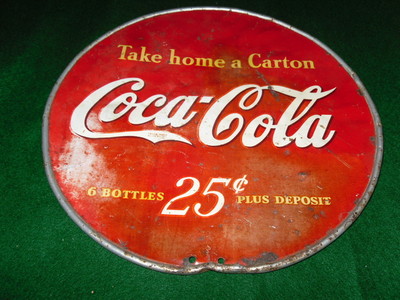 Take home a Carton
Coca-Cola
6 BOTTLES 25¢ PLUS DEPOSIT